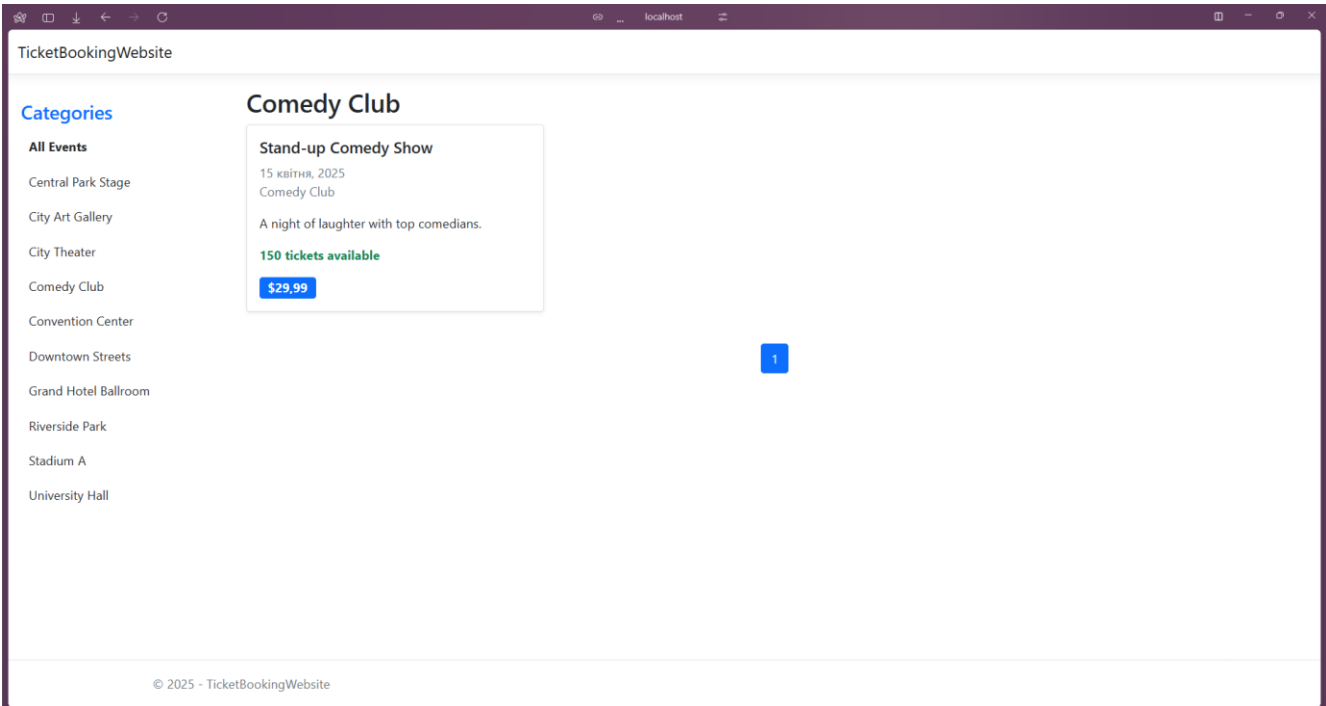 ... localhost
TicketBookingWebsite
Categories
All Events
Central Park Stage
City Art Gallery
City Theater
Comedy Club
Convention Center
Downtown Streets
Grand Hotel Ballroom
Riverside Park
Stadium A
University Hall
Comedy Club
Stand-up Comedy Show
15 квітня, 2025
Comedy Club
A night of laughter with top comedians.
150 tickets available
$29,99
1
© 2025 - TicketBookingWebsite